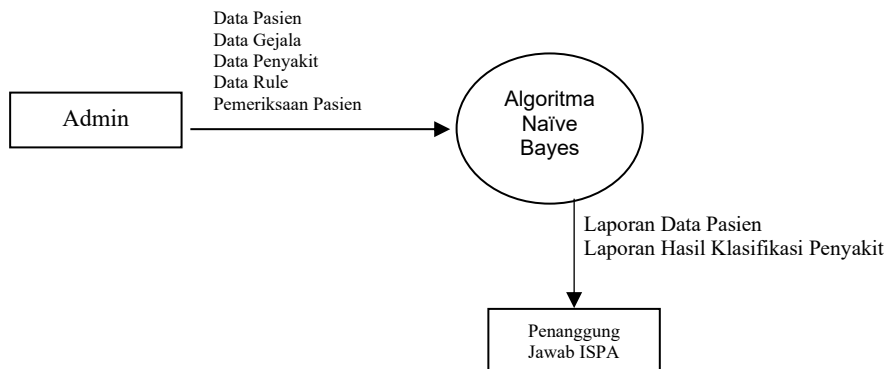 Data Pasien
Data Gejala
Data Penyakit
Data Rule
Pemeriksaan Pasien
Admin
Algoritma
Naïve
Bayes
Laporan Data Pasien
Laporan Hasil Klasifikasi Penyakit
Penanggung
Jawab ISPA